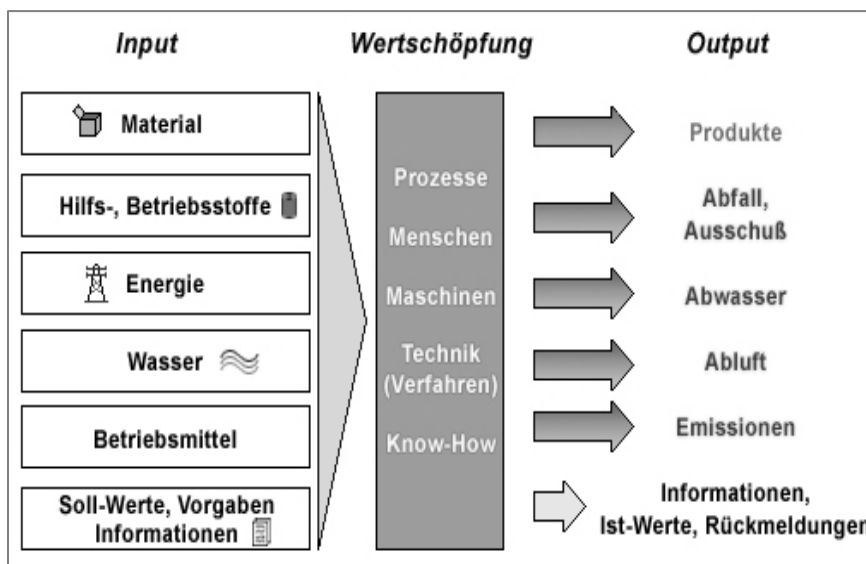 Input
Wertschöpfung
Output
Material
Hilfs-, Betriebsstoffe
Energie
Wasser
Betriebsmittel
Soll-Werte, Vorgaben
Informationen
Prozesse
Menschen
Maschinen
Technik
(Verfahren)
Know-How
Produkte
Abfall,
Ausschuß
Abwasser
Abluft
Emissionen
Informationen,
Ist-Werte, Rückmeldungen